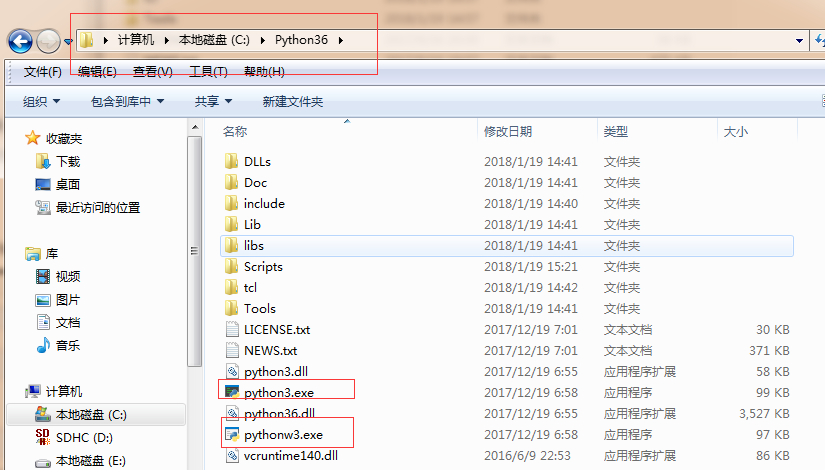 计算机 本地磁盘 (C:) Python36
文件(F) 编辑(E) 查看(V) 工具(T) 帮助(H)
组织 包含到库中 共享 新建文件夹
名称 修改日期 类型 大小
收藏夹
下载
桌面
最近访问的位置
库
视频
图片
文档
音乐
计算机
本地磁盘 (C:)
SDHC (D:)
本地磁盘 (E:)
DLLs 2018/1/19 14:41 文件夹
Doc 2018/1/19 14:41 文件夹
include 2018/1/19 14:40 文件夹
Lib 2018/1/19 14:41 文件夹
libs 2018/1/19 14:41 文件夹
Scripts 2018/1/19 15:21 文件夹
tcl 2018/1/19 14:42 文件夹
Tools 2018/1/19 14:41 文件夹
LICENSE.txt 2017/12/19 7:01 文本文档 30 KB
NEWS.txt 2017/12/19 7:01 文本文档 371 KB
python3.dll 2017/12/19 6:55 应用程序扩展 58 KB
python3.exe 2017/12/19 6:58 应用程序 99 KB
python36.dll 2017/12/19 6:55 应用程序扩展 3,527 KB
pythonw3.exe 2017/12/19 6:58 应用程序 97 KB
vcruntime140.dll 2016/6/9 22:53 应用程序扩展 86 KB